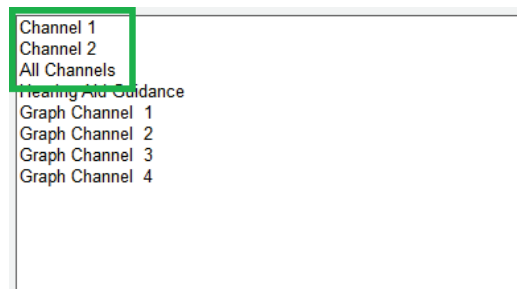 Channel 1
Channel 2
All Channels
Hearing Aid Guidance
Graph Channel 1
Graph Channel 2
Graph Channel 3
Graph Channel 4